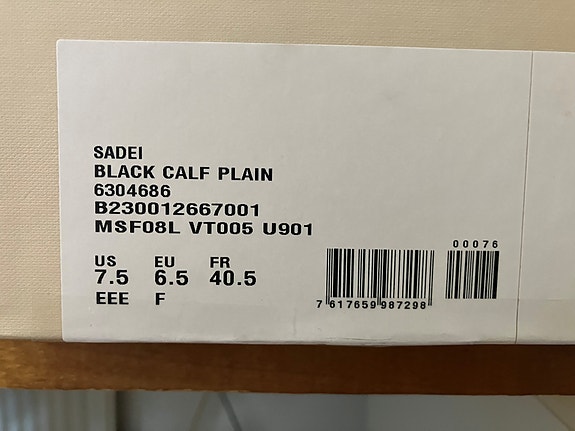 SADEI
BLACK CALF PLAIN
6304686
B230012667001
MSF08L VT005 U901
US EU FR
7.5 6.5 40.5
EEE F
00076
7 617659 987298